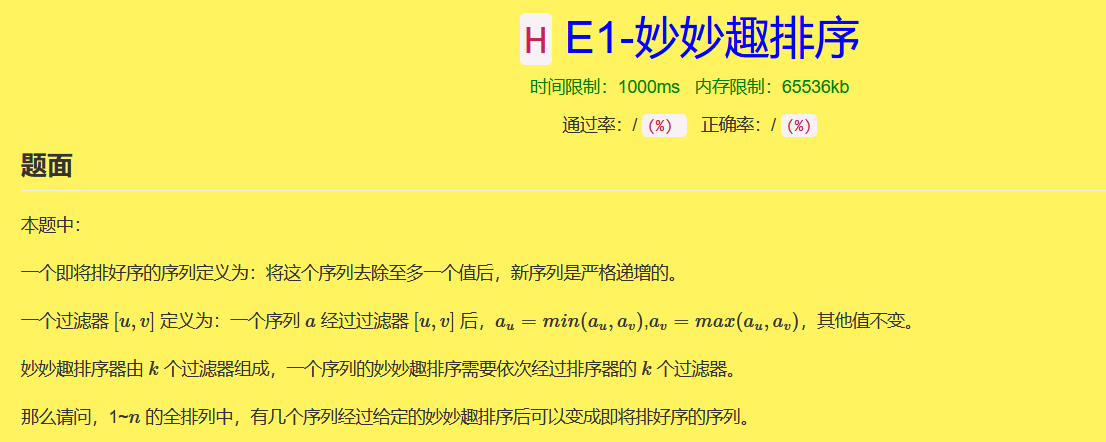 H E1-妙妙趣排序
时间限制：1000ms 内存限制：65536kb
通过率：/ (%) 正确率：/ (%)
题面
本题中：
一个即将排好序的序列定义为：将这个序列去除至多一个值后，新序列是严格递增的。
一个过滤器 [u, v] 定义为：一个序列 a 经过过滤器 [u, v] 后，a_u = min(a_u, a_v),a_v = max(a_u, a_v)，其他值不变。
妙妙趣排序器由 k 个过滤器组成，一个序列的妙妙趣排序需要依次经过排序器的 k 个过滤器。
那么请问，1~n 的全排列中，有几个序列经过给定的妙妙趣排序后可以变成即将排好序的序列。